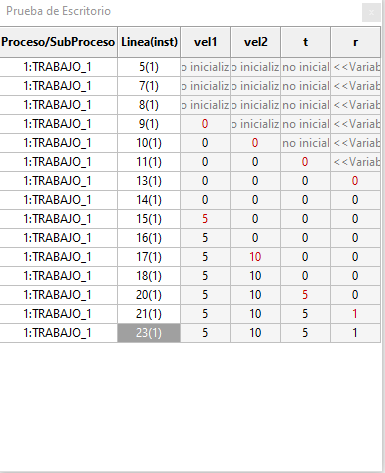 Prueba de Escritorio
x
Proceso/SubProceso Linea(inst) vel1 vel2 t r
1:TRABAJO_1 5(1) o inicializ o inicializ no inicial <<Variab
1:TRABAJO_1 7(1) o inicializ o inicializ no inicial <<Variab
1:TRABAJO_1 8(1) o inicializ o inicializ no inicial <<Variab
1:TRABAJO_1 9(1) 0 o inicializ no inicial <<Variab
1:TRABAJO_1 10(1) 0 0 no inicial <<Variab
1:TRABAJO_1 11(1) 0 0 0 <<Variab
1:TRABAJO_1 13(1) 0 0 0 0
1:TRABAJO_1 14(1) 0 0 0 0
1:TRABAJO_1 15(1) 5 0 0 0
1:TRABAJO_1 16(1) 5 0 0 0
1:TRABAJO_1 17(1) 5 10 0 0
1:TRABAJO_1 18(1) 5 10 0 0
1:TRABAJO_1 20(1) 5 10 5 0
1:TRABAJO_1 21(1) 5 10 5 1
1:TRABAJO_1 23(1) 5 10 5 1